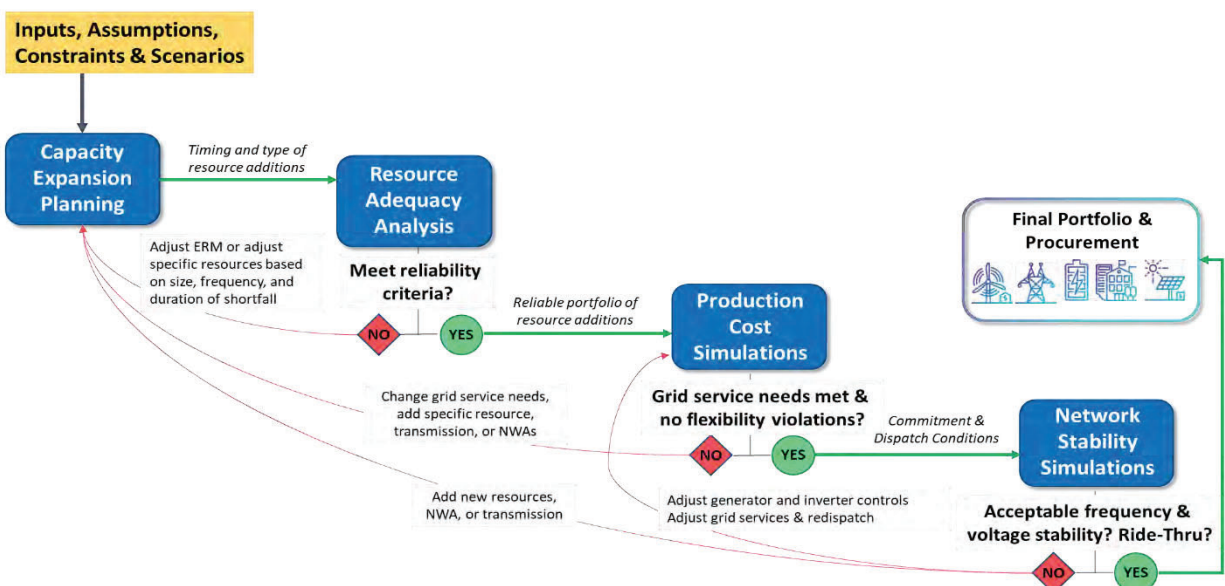 Inputs, Assumptions,
Constraints & Scenarios
Capacity
Expansion
Planning
Timing and type of
resource additions
Resource
Adequacy
Analysis
Adjust ERM or adjust
specific resources based
on size, frequency, and
duration of shortfall
Meet reliability
criteria?
NO
YES
Reliable portfolio of
resource additions
Production
Cost
Simulations
Final Portfolio &
Procurement
Change grid service needs,
add specific resource,
transmission, or NWAs
Grid service needs met &
no flexibility violations?
NO
YES
Commitment &
Dispatch Conditions
Network
Stability
Simulations
Add new resources,
NWA, or transmission
Adjust generator and inverter controls
Adjust grid services & redispatch
Acceptable frequency &
voltage stability? Ride-Thru?
NO
YES